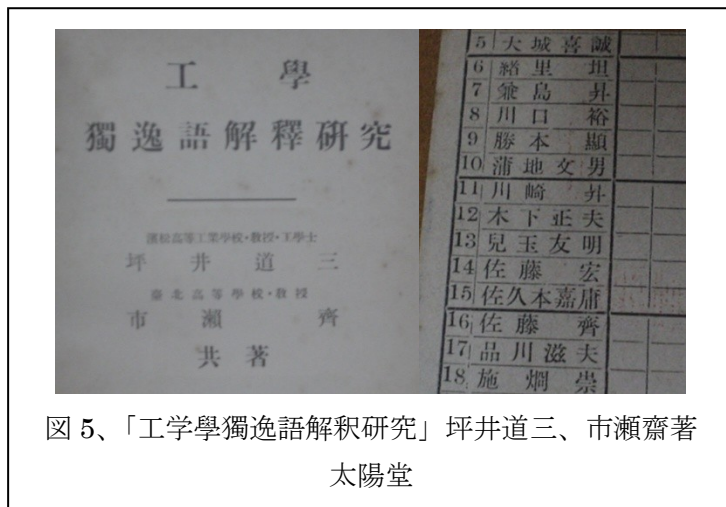 工學
獨逸語解釋硏究
濱松高等工業學校・敎授・工學士
坪井道三
臺北高等學校・敎授
市瀨齊
共著
5 大城喜誠
6 緒里坦
7 兼島昇
8 川口裕
9 勝本顯
10 蒲地文男
11 川崎昇
12 木下正夫
13 兒玉友明
14 佐藤宏
15 佐久本嘉庸
16 佐藤齊
17 品川滋夫
18 施燗崇
図 5、「工学學獨逸語解釈研究」坪井道三、市瀬齋著
太陽堂